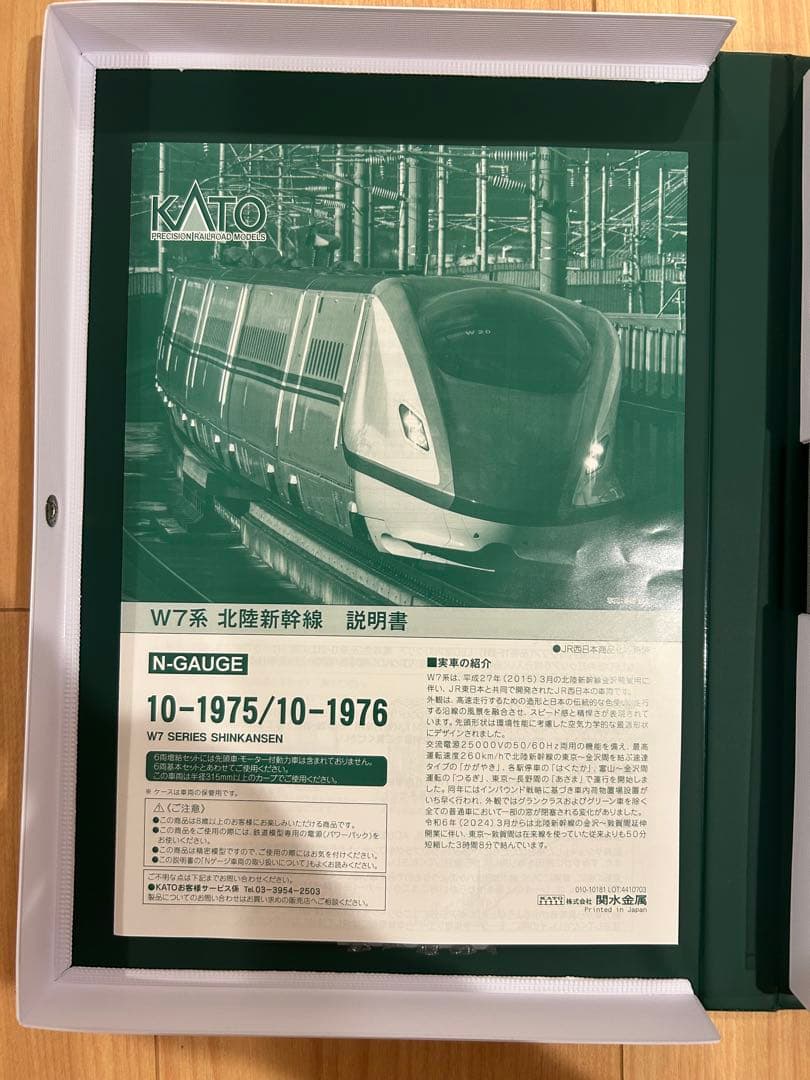 KATO
PRECISION RAILROAD MODELS
W20
W7系 北陸新幹線 説明書
N-GAUGE
10-1975/10-1976
W7 SERIES SHINKANSEN
6両増結セットには先頭車・モーター付動力車は含まれておりません。
6両基本セットとあわせてご使用ください。
この車両は半径315mm以上のカーブでご使用ください。
※ ケースは車両の保管用です。
⚠〈ご注意〉
●この商品は8歳以上のお客様にお楽しみいただける商品です。
●この商品をご使用の際には、鉄道模型専用の電源(パワーパック)を
お使いください。
●この商品は精密模型ですので、ご使用の際にはお気を付けください。
●この説明書の「Nゲージ車両の取り扱いについて」もよくお読みください。
ご不明な点は下記までお問い合わせください。
●KATOお客様サービス係 Tel.03-3954-2503
製品についてのお問い合わせはお買い求めの販売店へご相談ください。
●JR西日本商品化
■実車の紹介
W7系は、平成27年(2015)3月の北陸新幹線金沢開業用に
伴い、JR東日本と共同で開発されたJR西日本の車両です。
外観は、高速走行するための造形と日本の伝統的な色使い、走行
する沿線の風景を融合させ、スピード感と精悍さが表現されて
います。先頭形状は環境性能に考慮した空気力学的な最適形状
にデザインされました。
交流電源25000Vの50/60Hz両用の機能を備え、最高
運転速度260km/hで北陸新幹線の東京〜金沢周を結ぶ速達
タイプの「かがやき」、各駅停車の「はくたか」、富山〜金沢周
運転の「つるぎ」、東京〜長野周の「あさま」で運行を開始しま
した。同年にはインバウンド戦略に基づき車内荷物置場設置が
いち早く行われ、外観ではグランクラスおよびグリーン車を除く
全ての普通車において一部の窓が閉塞される変化がありました。
令和6年(2024)3月からは北陸新幹線の金沢〜敦賀周延伸
開業に伴い、東京〜敦賀周は在来線を使っていた従来よりも50分
短縮した3時間8分で結んでいます。
010-10181 LOT:4410703
KATO 株式会社 関水金属
Printed in Japan